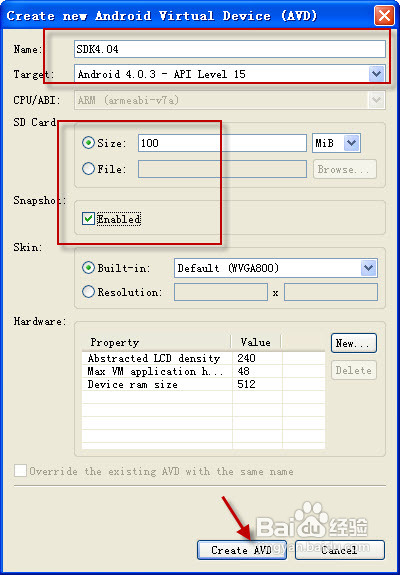 Create new Android Virtual Device (AVD)
Name: SDK4.04
Target: Android 4.0.3 - API Level 15
CPU/ABI: ARM (armeabi-v7a)
SD Card:
Size: 100 MiB
File: Browse...
Snapshot:
Enabled
Skin:
Built-in: Default (WVGA800)
Resolution: x
Hardware:
Property Value New...
Abstracted LCD density 240
Max VM application h... 48 Delete
Device ram size 512
Override the existing AVD with the same name
Baidu 经验
jingyan.baidu.com
Create AVD Cancel